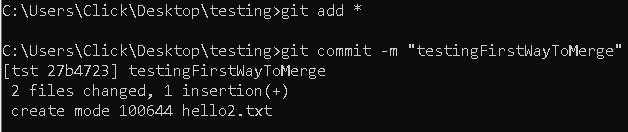 C:\Users\Click\Desktop\testing>git add *
C:\Users\Click\Desktop\testing>git commit -m "testingFirstWayToMerge"
[tst 27b4723] testingFirstWayToMerge
 2 files changed, 1 insertion(+)
 create mode 100644 hello2.txt